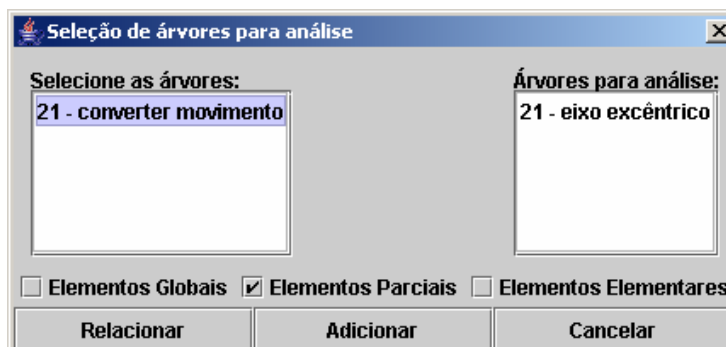 Seleção de árvores para análise
Selecione as árvores:
Árvores para análise:
21 - converter movimento
21 - eixo excêntrico
Elementos Globais
Elementos Parciais
Elementos Elementares
Relacionar
Adicionar
Cancelar